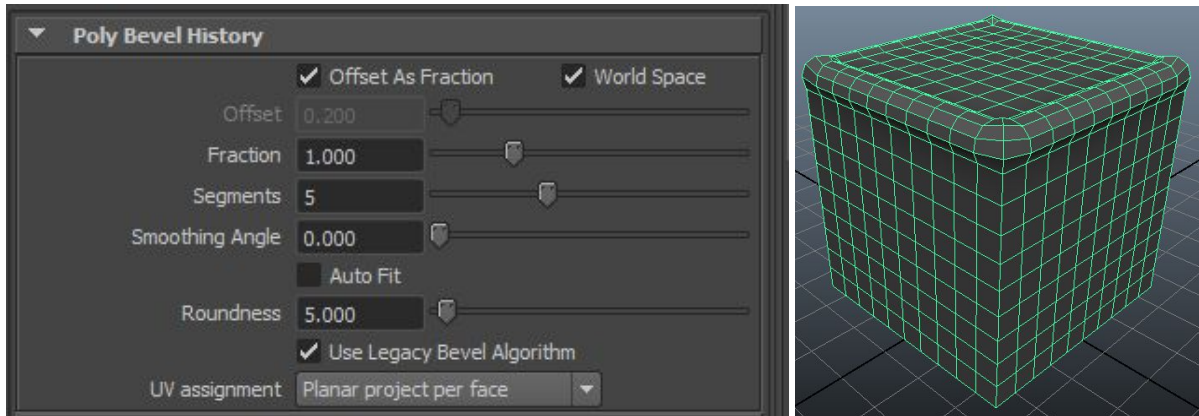 Poly Bevel History
Offset As Fraction World Space
Offset 0.200
Fraction 1.000
Segments 5
Smoothing Angle 0.000
Auto Fit
Roundness 5.000
Use Legacy Bevel Algorithm
UV assignment Planar project per face